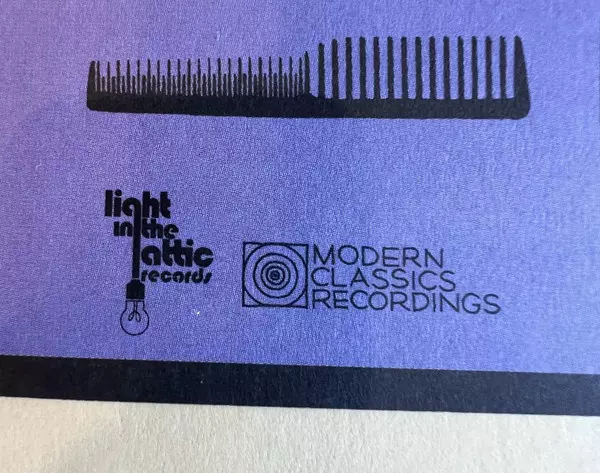 light
in the
attic
records
MODERN
CLASSICS
RECORDINGS